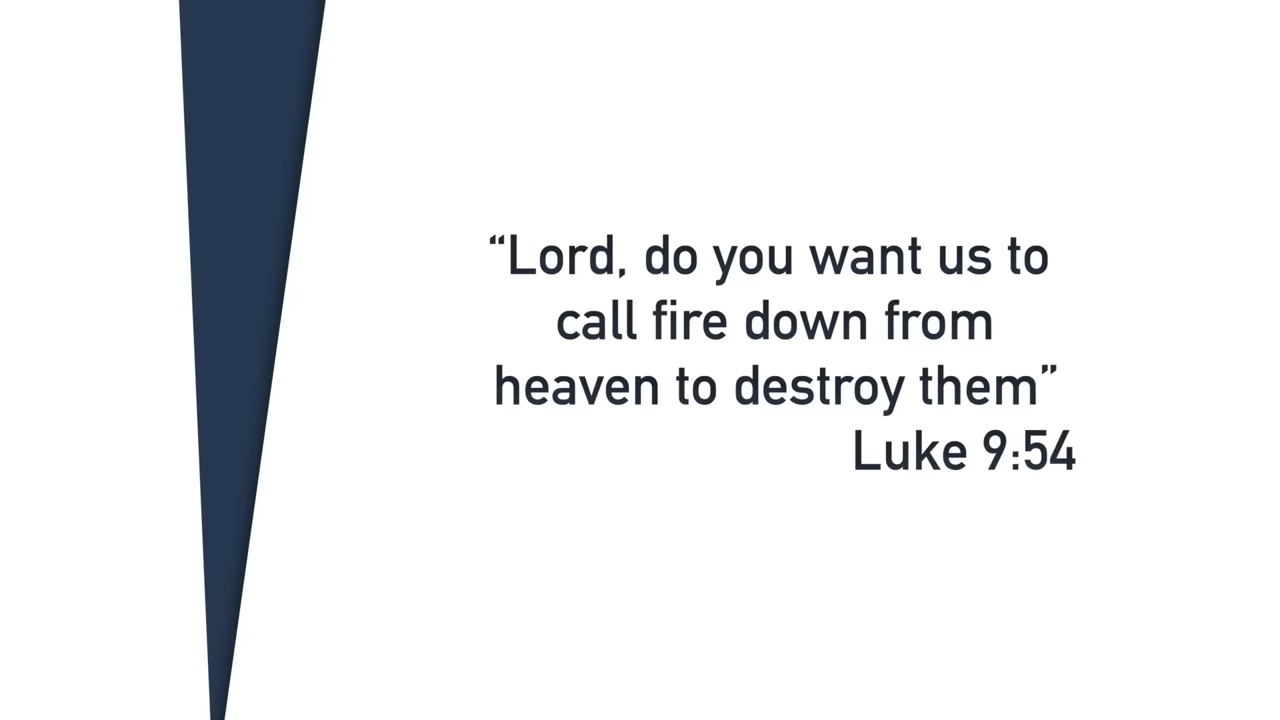 “Lord, do you want us to
call fire down from
heaven to destroy them”
Luke 9:54